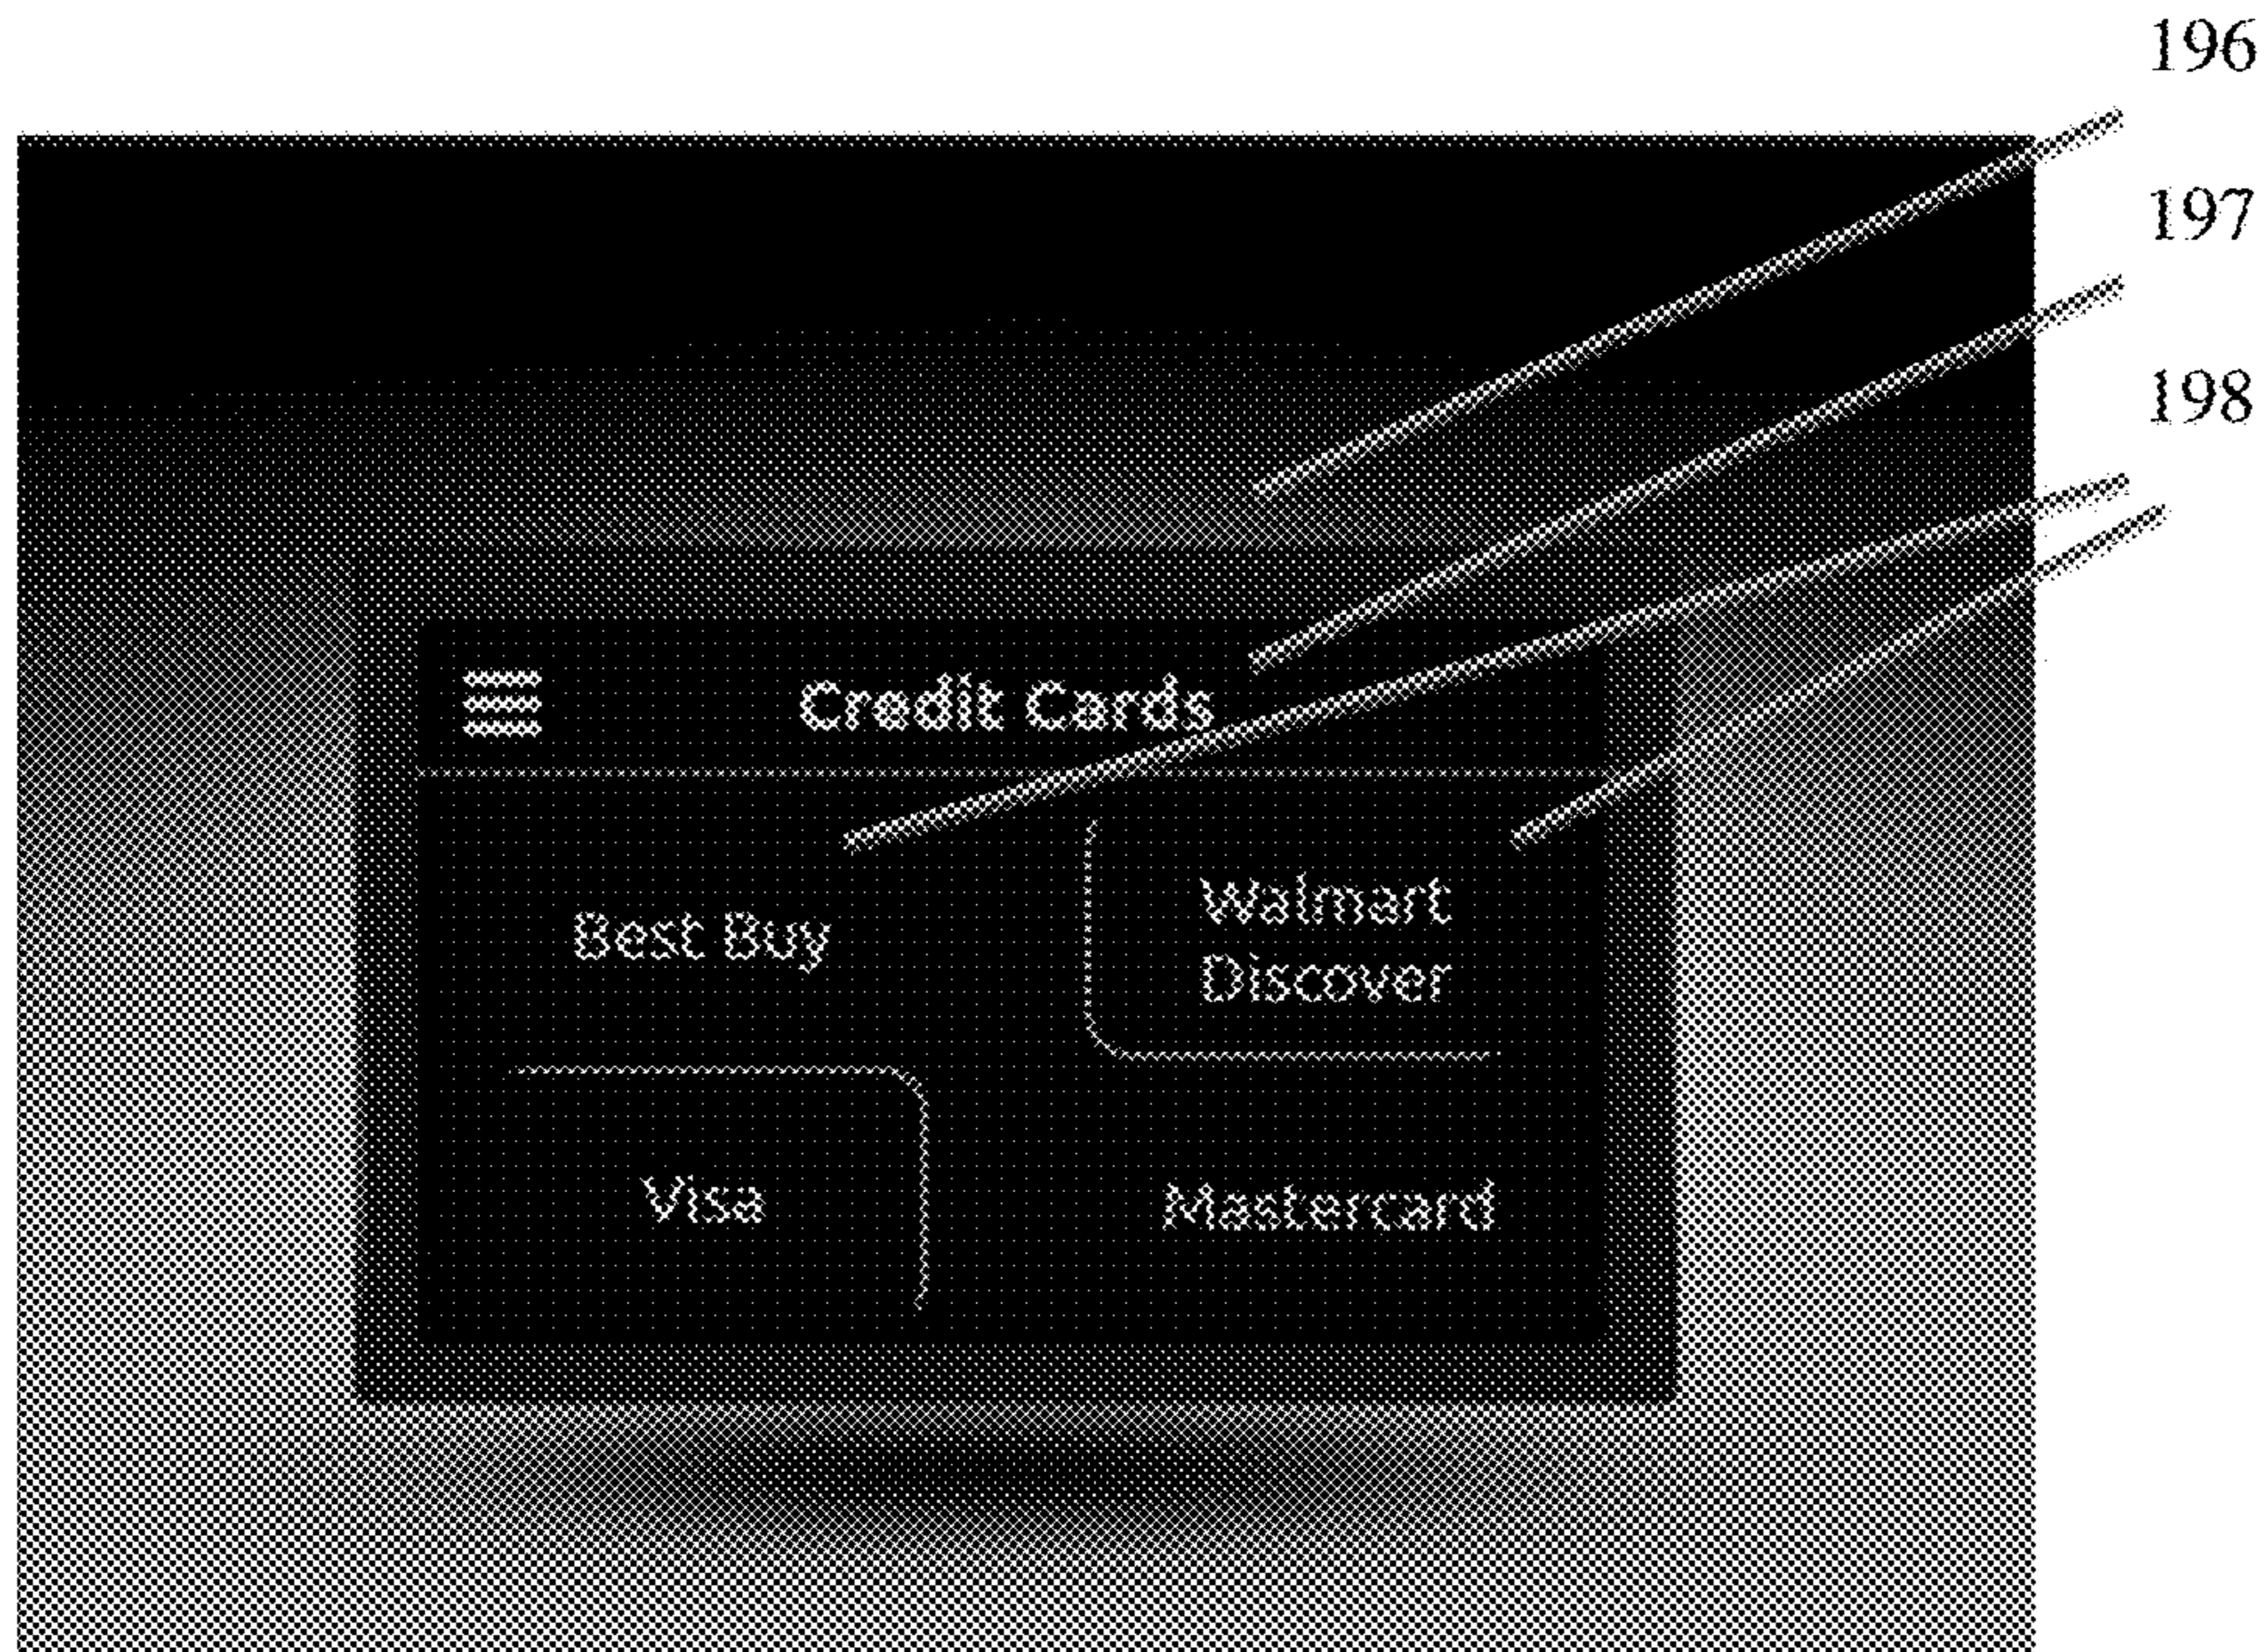 196
197
198
Credit Cards
Best Buy
Walmart
Discover
Visa
Mastercard